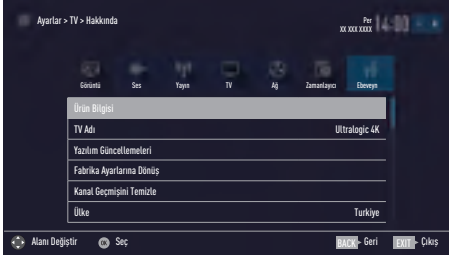 Ayarlar > TV > Hakkında
Per
xx xxx xxxx
14:00
Görüntü Ses Yayın TV Ağ Zamanlayıcı Ebeveyn
Ürün Bilgisi
TV Adı Ultralogic 4K
Yazılım Güncellemeleri
Fabrika Ayarlarına Dönüş
Kanal Geçmişini Temizle
Ülke Turkiye
Alanı Değiştir OK Seç BACK Geri EXIT Çıkış